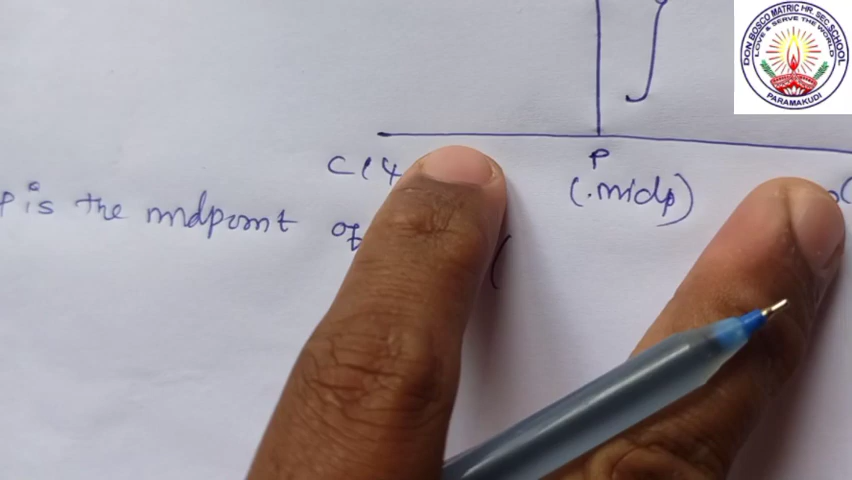 DON BOSCO MATRIC HR. SEC. SCHOOL
LOVE & SERVE THE WORLD
PARAMAKUDI
P
C(4
(.midp)
P is the midpoint of
(